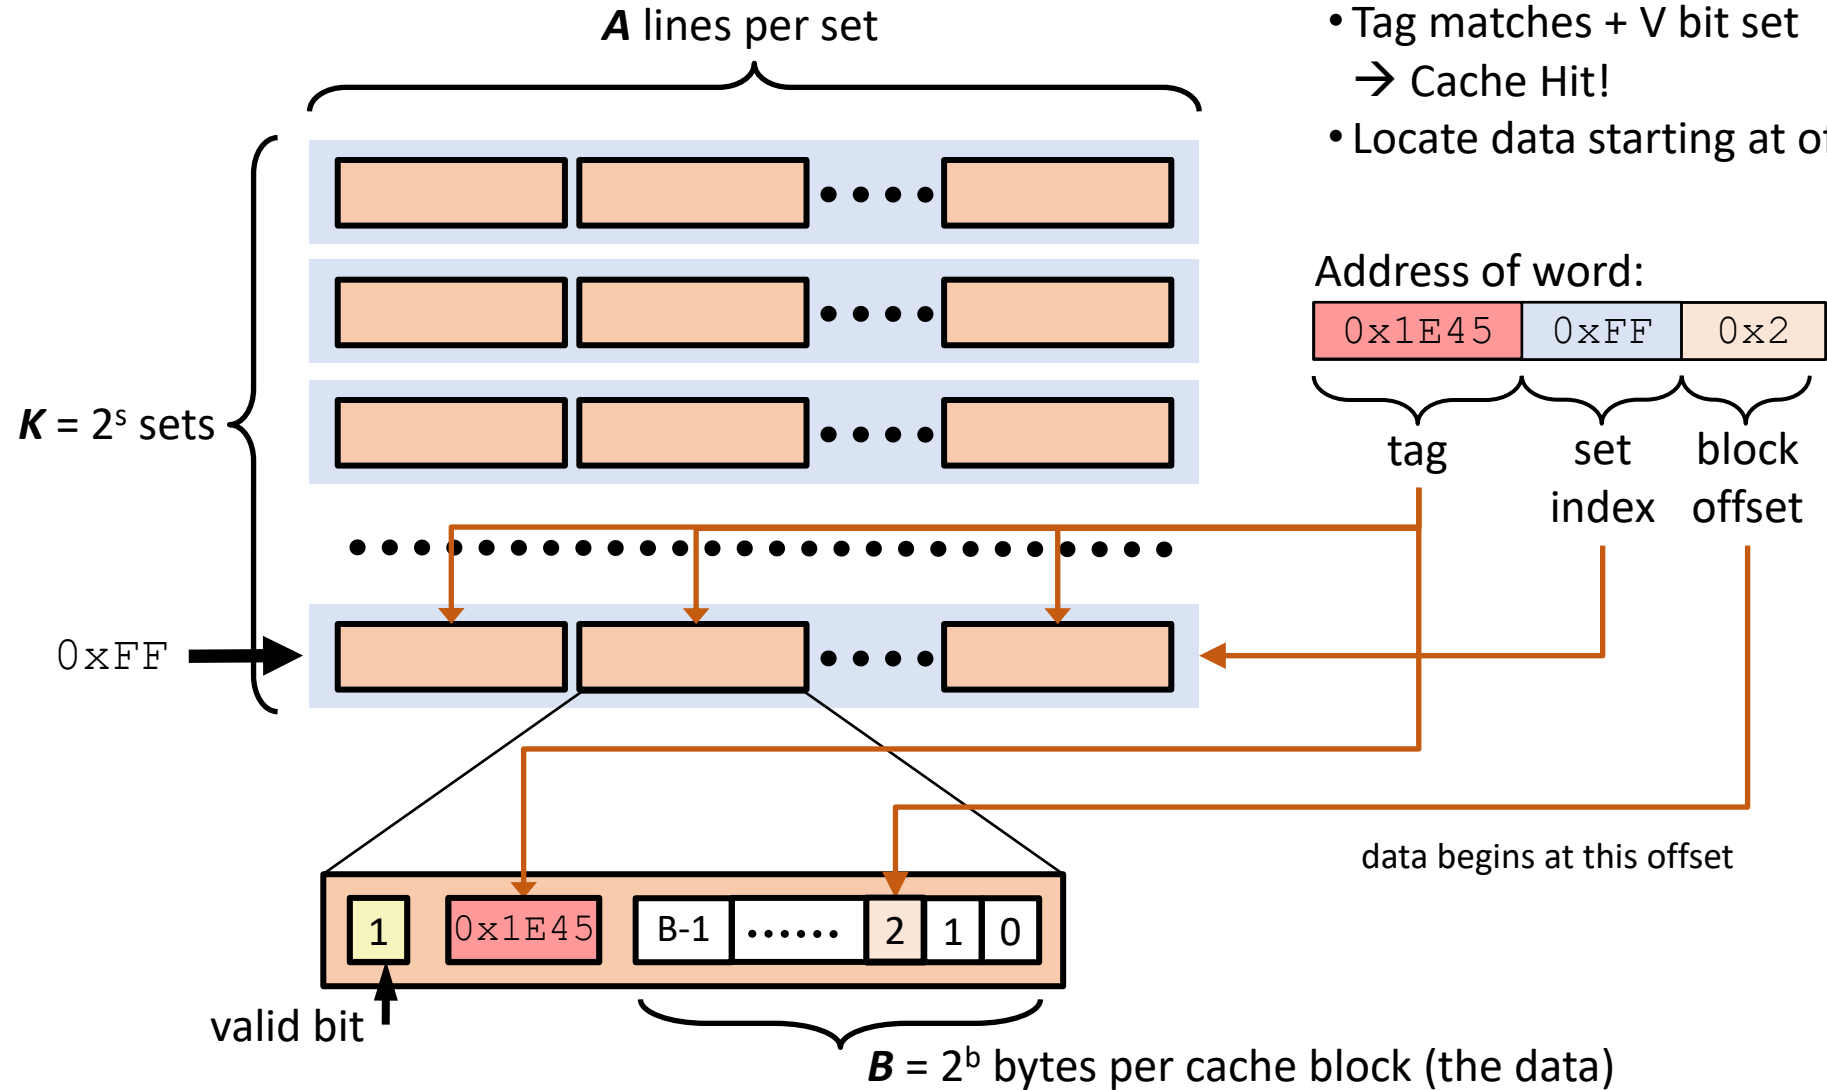 A lines per set
• Tag matches + V bit set
→ Cache Hit!
• Locate data starting at
Address of word:
0x1E45 0xFF 0x2
tag
set index
block offset
K = 2ˢ sets
0xFF
data begins at this offset
1 0x1E45 B-1 •••••• 2 1 0
valid bit
B = 2ᵇ bytes per cache block (the data)